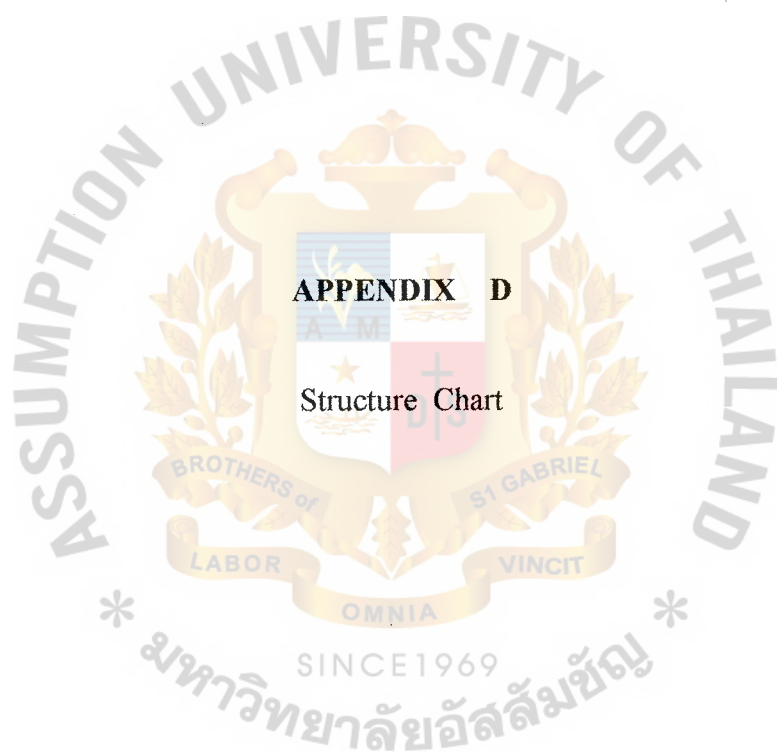 ASSUMPTION UNIVERSITY OF THAILAND
APPENDIX D
A M
Structure Chart
D S
BROTHERS of
S1 GABRIEL
LABOR
VINCIT
OMNIA
SINCE1969
* มหาวิทยาลัยอัสสัมชัญ *